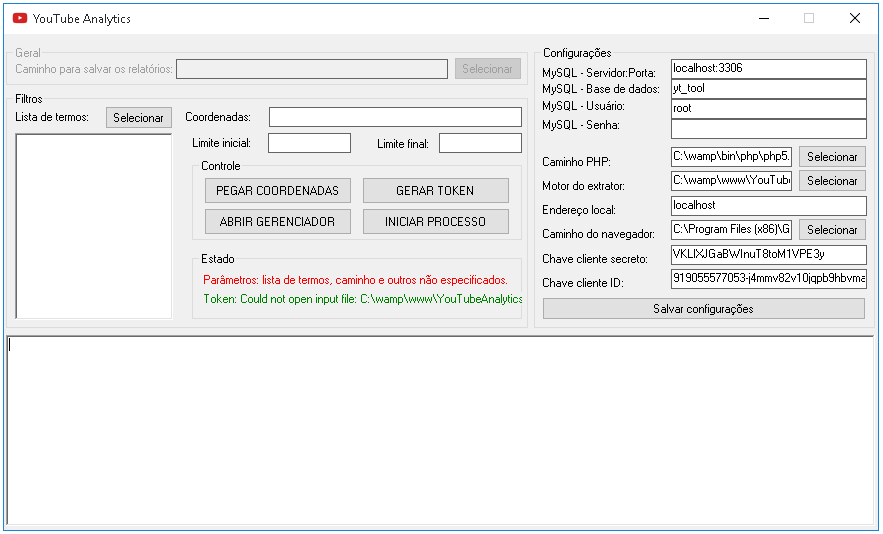 YouTube Analytics
Geral
Caminho para salvar os relatórios:
Selecionar
Filtros
Lista de termos:
Selecionar
Coordenadas:
Limite inicial:
Limite final:
Controle
PEGAR COORDENADAS
GERAR TOKEN
ABRIR GERENCIADOR
INICIAR PROCESSO
Estado
Parâmetros: lista de termos, caminho e outros não especificados.
Token: Could not open input file: C:\wamp\www\YouTubeAnalytics
Configurações
MySQL - Servidor:Porta: localhost:3306
MySQL - Base de dados: yt_tool
MySQL - Usuário: root
MySQL - Senha:
Caminho PHP: C:\wamp\bin\php\php5. Selecionar
Motor do extrator: C:\wamp\www\YouTube Selecionar
Endereço local: localhost
Caminho do navegador: C:\Program Files (x86)\G Selecionar
Chave cliente secreto: VKLIXJGaBWInuT8toM1VPE3y
Chave cliente ID: 919055577053-j4mmv82v10jqpb9hbvma
Salvar configurações